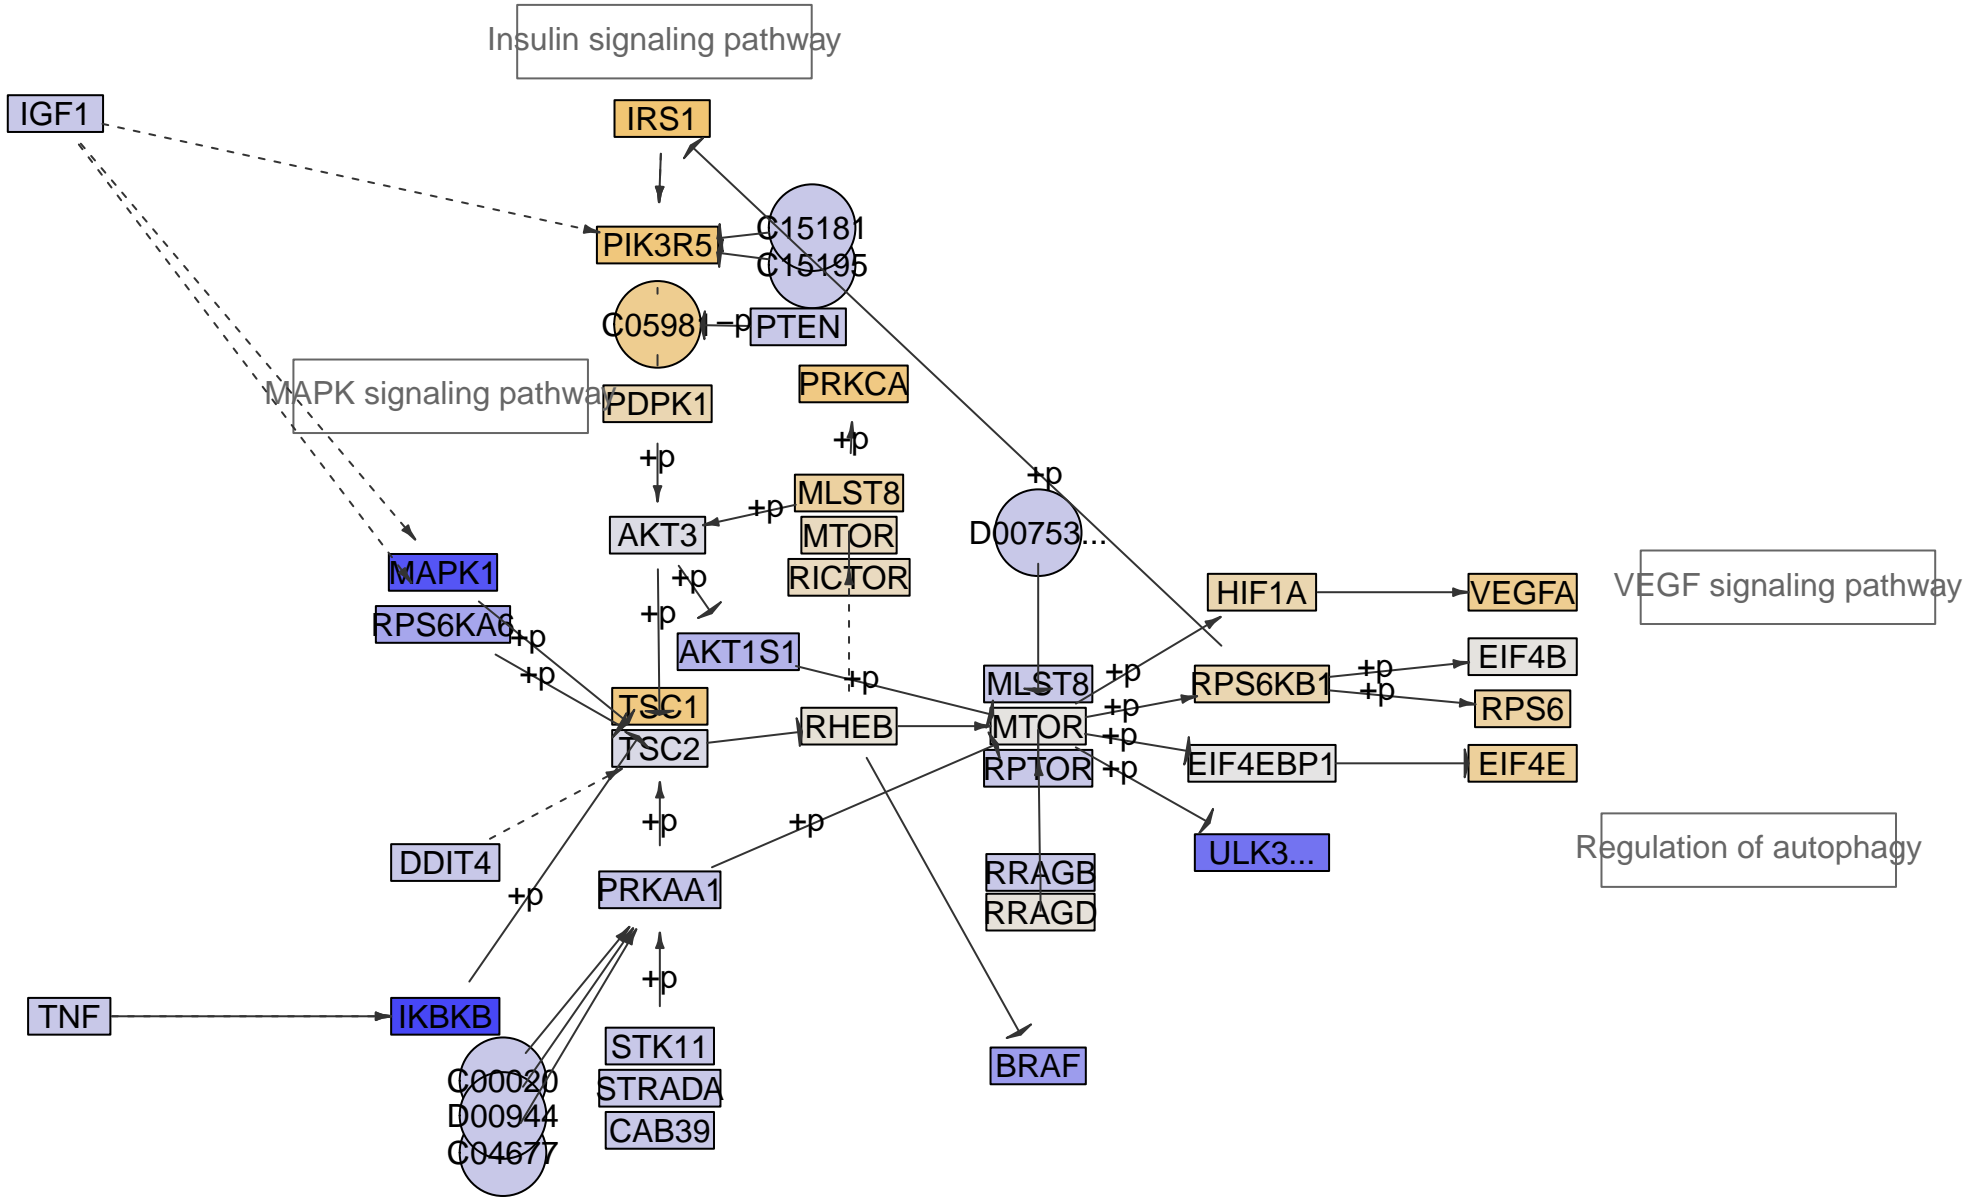 Insulin signaling pathway
IGF1
IRS1
C15181
PIK3R5
C15195
C0598
–p
PTEN
PRKCA
MAPK signaling pathway
PDPK1
+p
+p
+p
MLST8
+p
AKT3
MTOR
D00753...
MAPK1
RICTOR
+p
HIF1A
VEGFA
VEGF signaling pathway
+p
RPS6KA6
+p
AKT1S1
EIF4B
+p
+p
MLST8
+p
RPS6KB1
+p
+p
TSC1
+p
RPS6
RHEB
MTOR
+p
TSC2
RPTOR
+p
EIF4EBP1
EIF4E
+p
+p
DDIT4
ULK3...
Regulation of autophagy
+p
PRKAA1
RRAGB
RRAGD
+p
TNF
IKBKB
STK11
BRAF
C00020
STRADA
D00944
CAB39
C04677